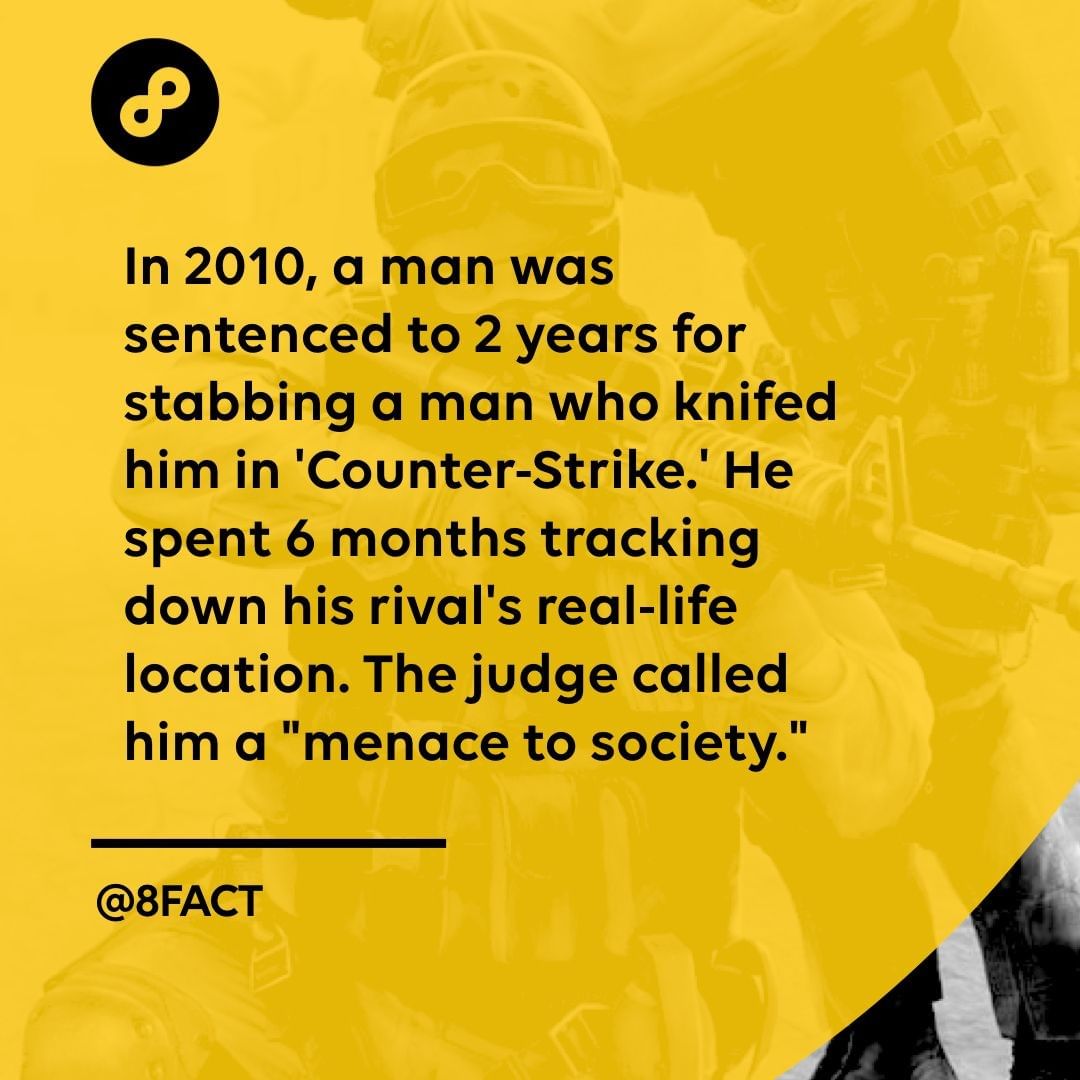 In 2010, a man was
sentenced to 2 years for
stabbing a man who knifed
him in 'Counter-Strike.' He
spent 6 months tracking
down his rival's real-life
location. The judge called
him a "menace to society."
@8FACT